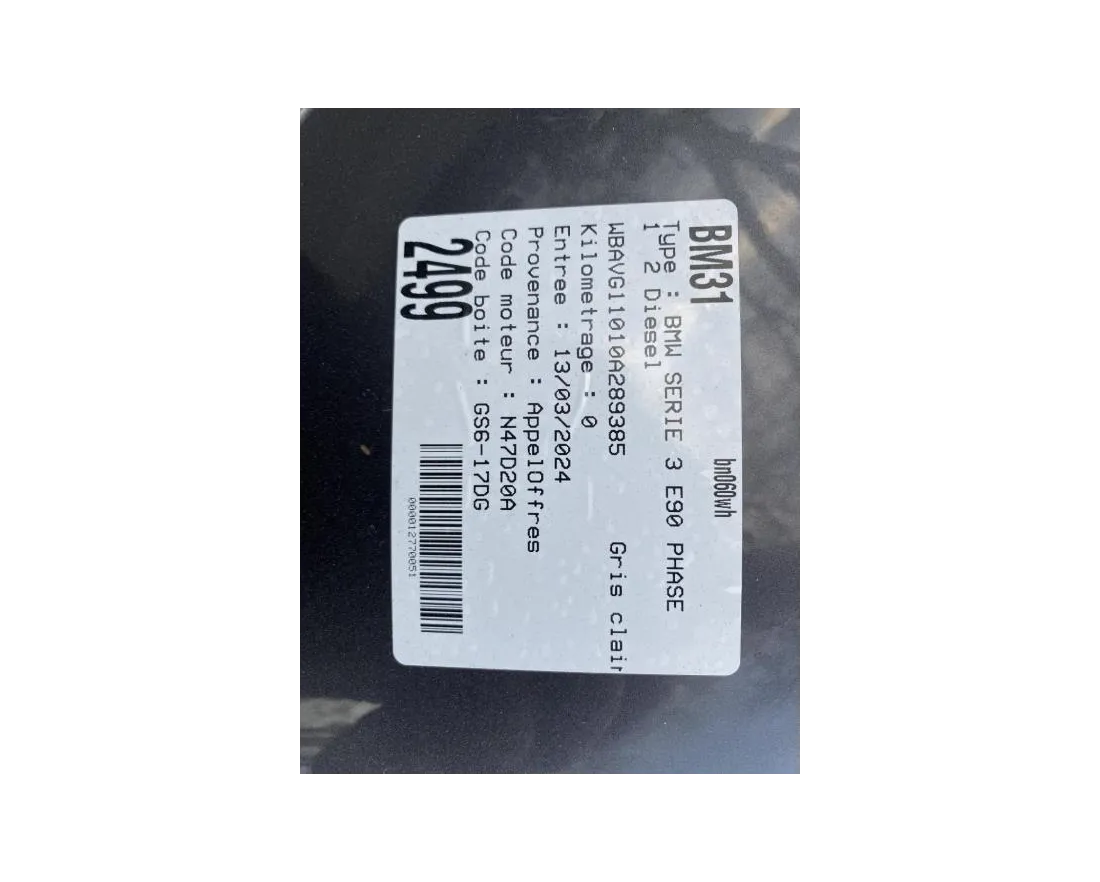 bn060wh
BM31
Type : BMW SERIE 3 E90 PHASE
1 2 Diesel
WBAVG11010A289385 Gris clair
Kilometrage : 0
Entree : 13/03/2024
Provenance : AppelOffres
Code moteur : N47D20A
Code boite : GS6-17DG
2499
000012770051